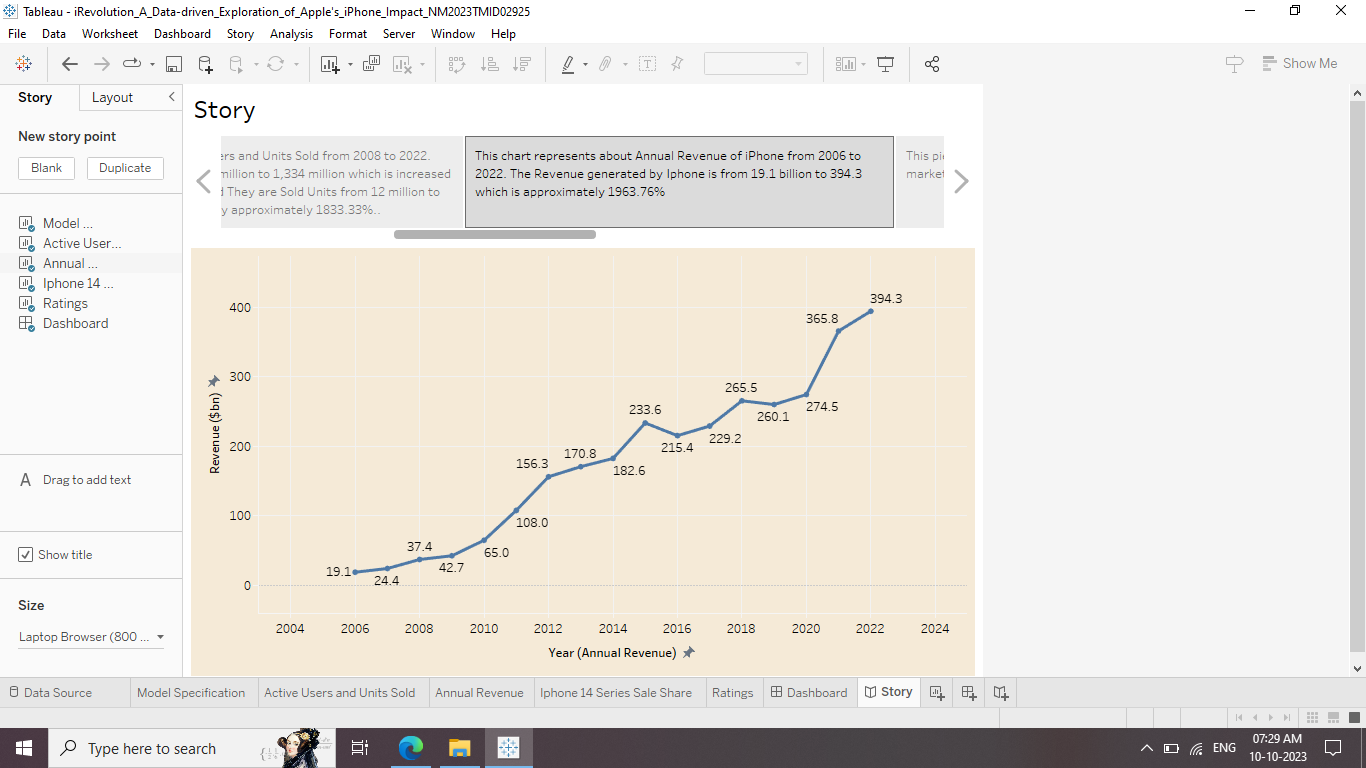 Tableau - iRevolution_A_Data-driven_Exploration_of_Apple's_iPhone_Impact_NM2023TMID02925
File Data Worksheet Dashboard Story Analysis Format Server Window Help
Show Me
Story Layout
New story point
Blank Duplicate
Model ...
Active User...
Annual ...
Iphone 14 ...
Ratings
Dashboard
A Drag to add text
Show title
Size
Laptop Browser (800 ...
Story
ers and Units Sold from 2008 to 2022.
million to 1,334 million which is increased
They are Sold Units from 12 million to
y approximately 1833.33%..
This chart represents about Annual Revenue of iPhone from 2006 to
2022. The Revenue generated by Iphone is from 19.1 billion to 394.3
which is approximately 1963.76%
This
market
Revenue ($bn)
400
300
200
100
0
19.1
24.4
37.4
42.7
65.0
108.0
156.3
170.8
182.6
233.6
215.4
229.2
265.5
260.1
274.5
365.8
394.3
2004 2006 2008 2010 2012 2014 2016 2018 2020 2022 2024
Year (Annual Revenue)
Data Source Model Specification Active Users and Units Sold Annual Revenue Iphone 14 Series Sale Share Ratings Dashboard Story
Type here to search
ENG
07:29 AM
10-10-2023